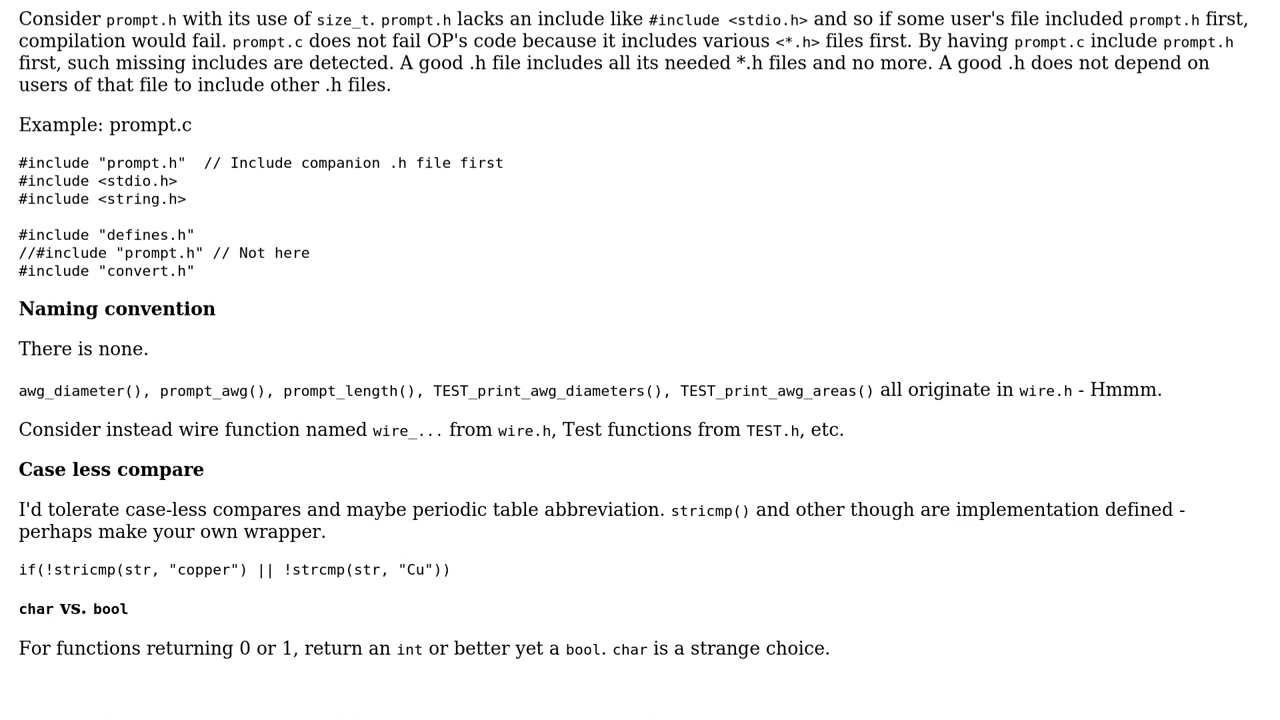 Consider prompt.h with its use of size_t. prompt.h lacks an include like #include <stdio.h> and so if some user's file included prompt.h first,
compilation would fail. prompt.c does not fail OP's code because it includes various <*.h> files first. By having prompt.c include prompt.h
first, such missing includes are detected. A good .h file includes all its needed *.h files and no more. A good .h does not depend on
users of that file to include other .h files.
Example: prompt.c
#include "prompt.h"  // Include companion .h file first
#include <stdio.h>
#include <string.h>
#include "defines.h"
//#include "prompt.h" // Not here
#include "convert.h"
Naming convention
There is none.
awg_diameter(), prompt_awg(), prompt_length(), TEST_print_awg_diameters(), TEST_print_awg_areas() all originate in wire.h - Hmmm.
Consider instead wire function named wire_... from wire.h, Test functions from TEST.h, etc.
Case less compare
I'd tolerate case-less compares and maybe periodic table abbreviation. stricmp() and other though are implementation defined -
perhaps make your own wrapper.
if(!stricmp(str, "copper") || !strcmp(str, "Cu"))
char vs. bool
For functions returning 0 or 1, return an int or better yet a bool. char is a strange choice.